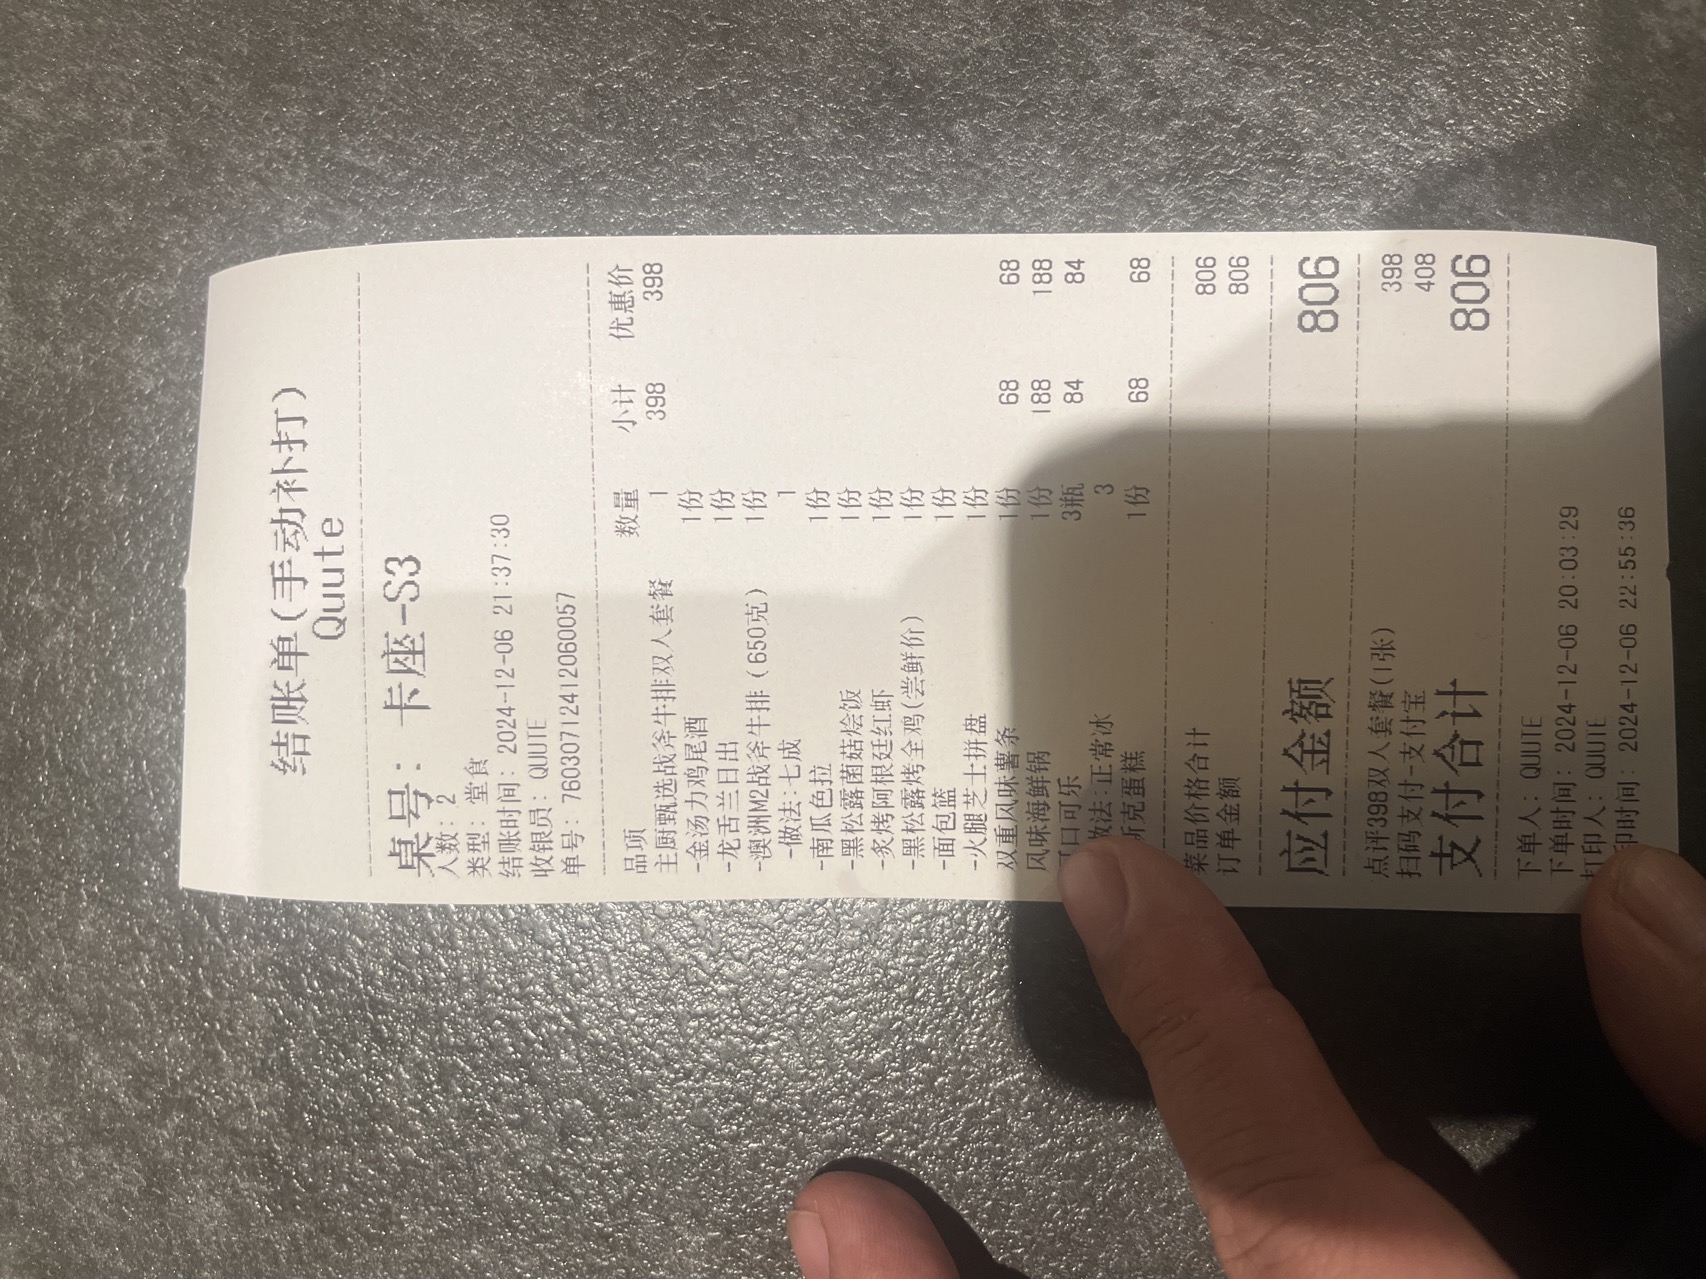 结账单(手动补打)
Quute
桌号: 卡座-S3
人数: 2
类型: 堂食
结账时间: 2024-12-06 21:37:30
收银员: QUUTE
单号: 76030712412060057
品项 数量 小计 优惠价
主厨甄选战斧牛排双人套餐 1 398 398
-金汤力鸡尾酒 1份
-龙舌兰日出 1份
-澳洲M2战斧牛排（650克） 1份
-做法:七成 1
-南瓜色拉 1份
-黑松露菌菇烩饭 1份
-炙烤阿根廷红虾 1份
-黑松露烤全鸡(尝鲜价) 1份
-面包篮 1份
-火腿芝士拼盘 1份
双重风味薯条 1份 68 68
风味海鲜锅 1份 188 188
可口可乐 3瓶 84 84
做法:正常冰 3
斯克蛋糕 1份 68 68
菜品价格合计 806
订单金额 806
应付金额 806
点评398双人套餐(1张) 398
扫码支付-支付宝 408
支付合计 806
下单人: QUUTE
下单时间: 2024-12-06 20:03:29
打印人: QUUTE
印时间: 2024-12-06 22:55:36